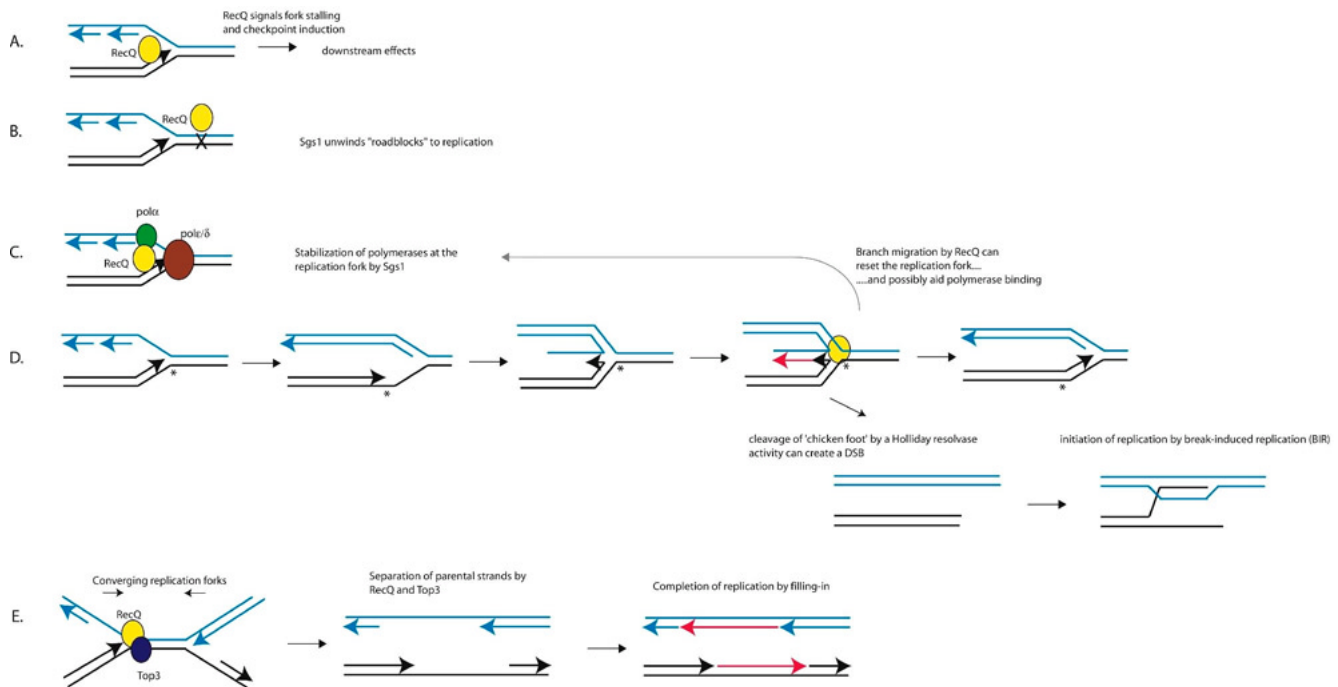 A.
RecQ signals fork stalling
and checkpoint induction
RecQ
downstream effects
B.
RecQ
X
Sgs1 unwinds "roadblocks" to replication
C.
polα
polε/δ
RecQ
Stabilization of polymerases at the
replication fork by Sgs1
Branch migration by RecQ can
reset the replication fork....
.....and possibly aid polymerase binding
D.
*
*
*
*
*
cleavage of 'chicken foot' by a Holliday resolvase
activity can create a DSB
initiation of replication by break-induced replication (BIR)
E.
Converging replication forks
RecQ
Top3
Separation of parental strands by
RecQ and Top3
Completion of replication by filling-in